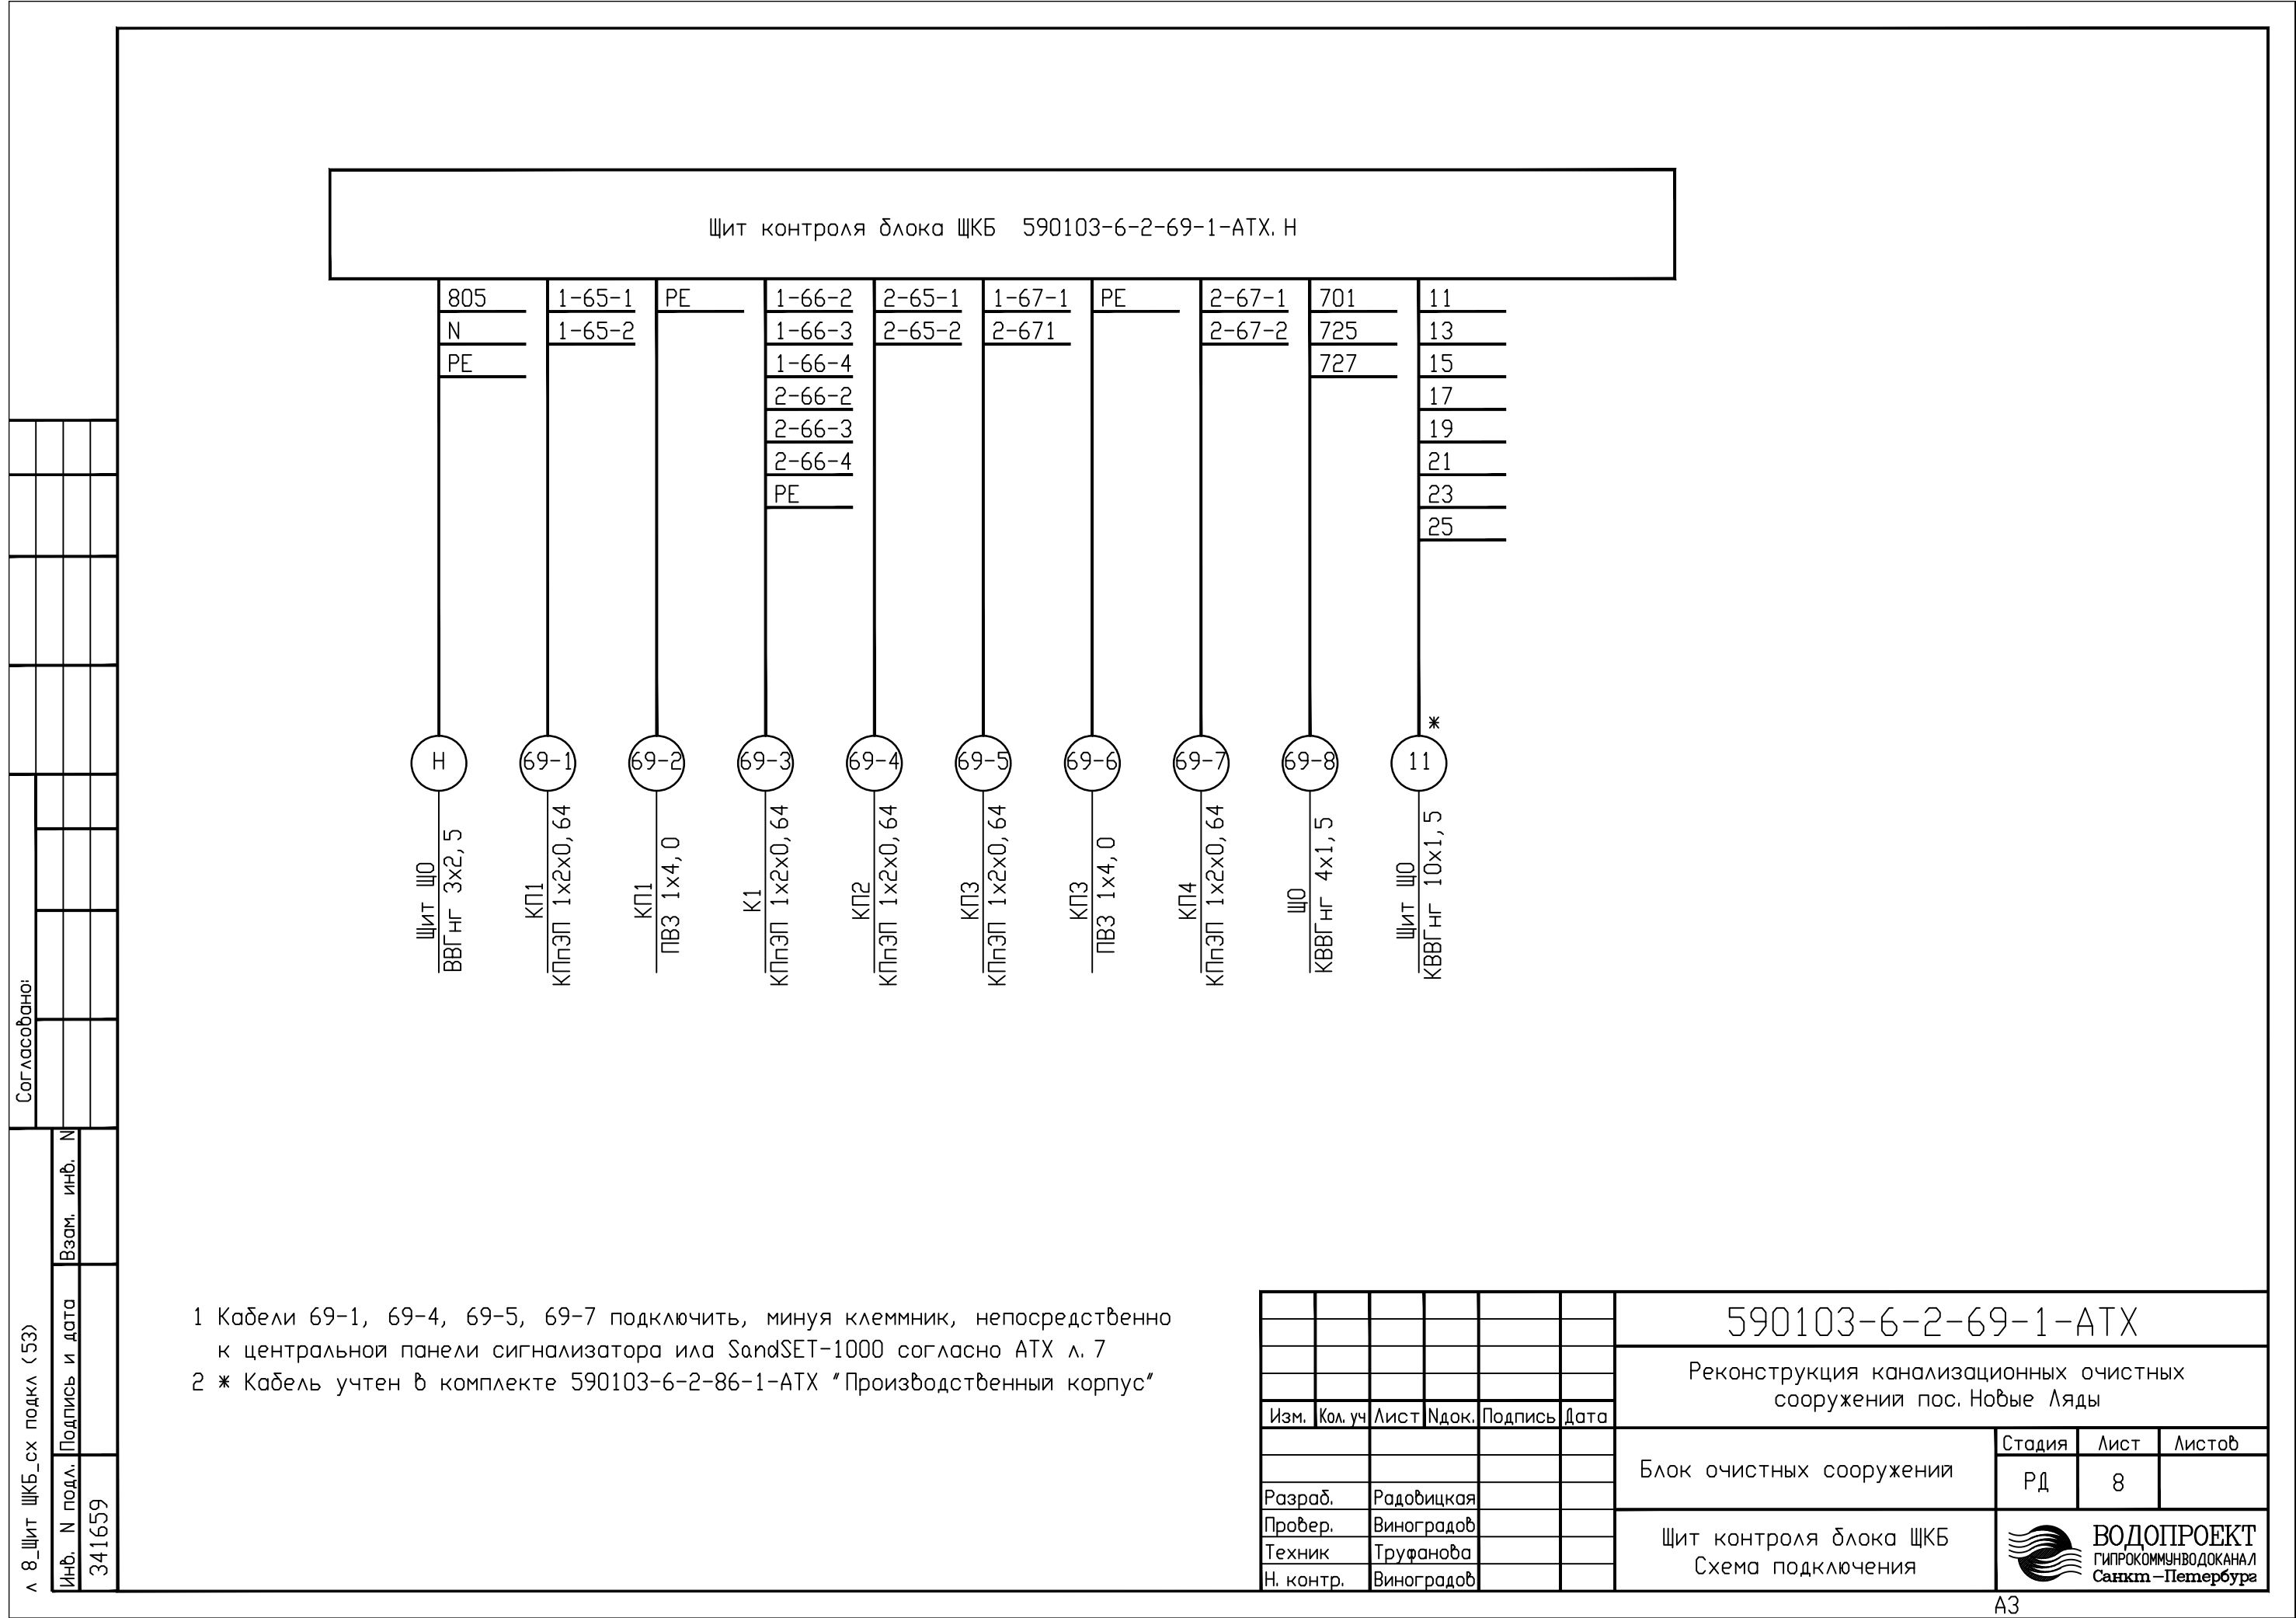 Щит контроля блока ЩКБ 590103-6-2-69-1-АТХ.Н
805
N
PE
1-65-1
1-65-2
PE
1-66-2
1-66-3
1-66-4
2-66-2
2-66-3
2-66-4
PE
2-65-1
2-65-2
1-67-1
2-671
PE
2-67-1
2-67-2
701
725
727
11
13
15
17
19
21
23
25
*
Н
69-1
69-2
69-3
69-4
69-5
69-6
69-7
69-8
11
Щит ЩО
ВВГнг 3х2,5
КП1
КПпЭП 1х2х0,64
КП1
ПВ3 1х4,0
К1
КПпЭП 1х2х0,64
КП2
КПпЭП 1х2х0,64
КП3
КПпЭП 1х2х0,64
КП3
ПВ3 1х4,0
КП4
КПпЭП 1х2х0,64
ЩО
КВВГнг 4х1,5
Щит ЩО
КВВГнг 10х1,5
1 Кабели 69-1, 69-4, 69-5, 69-7 подключить, минуя клеммник, непосредственно
к центральной панели сигнализатора ила SandSET-1000 согласно АТХ л.7
2 * Кабель учтен в комплекте 590103-6-2-86-1-АТХ "Производственный корпус"
Согласовано:
Взам. инв. N
Подпись и дата
Инв. N подл.
341659
л 8_Щит ЩКБ_сх подкл (53)
590103-6-2-69-1-АТХ
Реконструкция канализационных очистных
сооружений пос.Новые Ляды
Изм. Кол.уч Лист Nдок. Подпись Дата
Блок очистных сооружений
Стадия Лист Листов
РД 8
Разраб. Радовицкая
Провер. Виноградов
Техник Труфанова
Н.контр. Виноградов
Щит контроля блока ЩКБ
Схема подключения
ВОДОПРОЕКТ
ГИПРОКОММУНВОДОКАНАЛ
Санкт-Петербург
А3